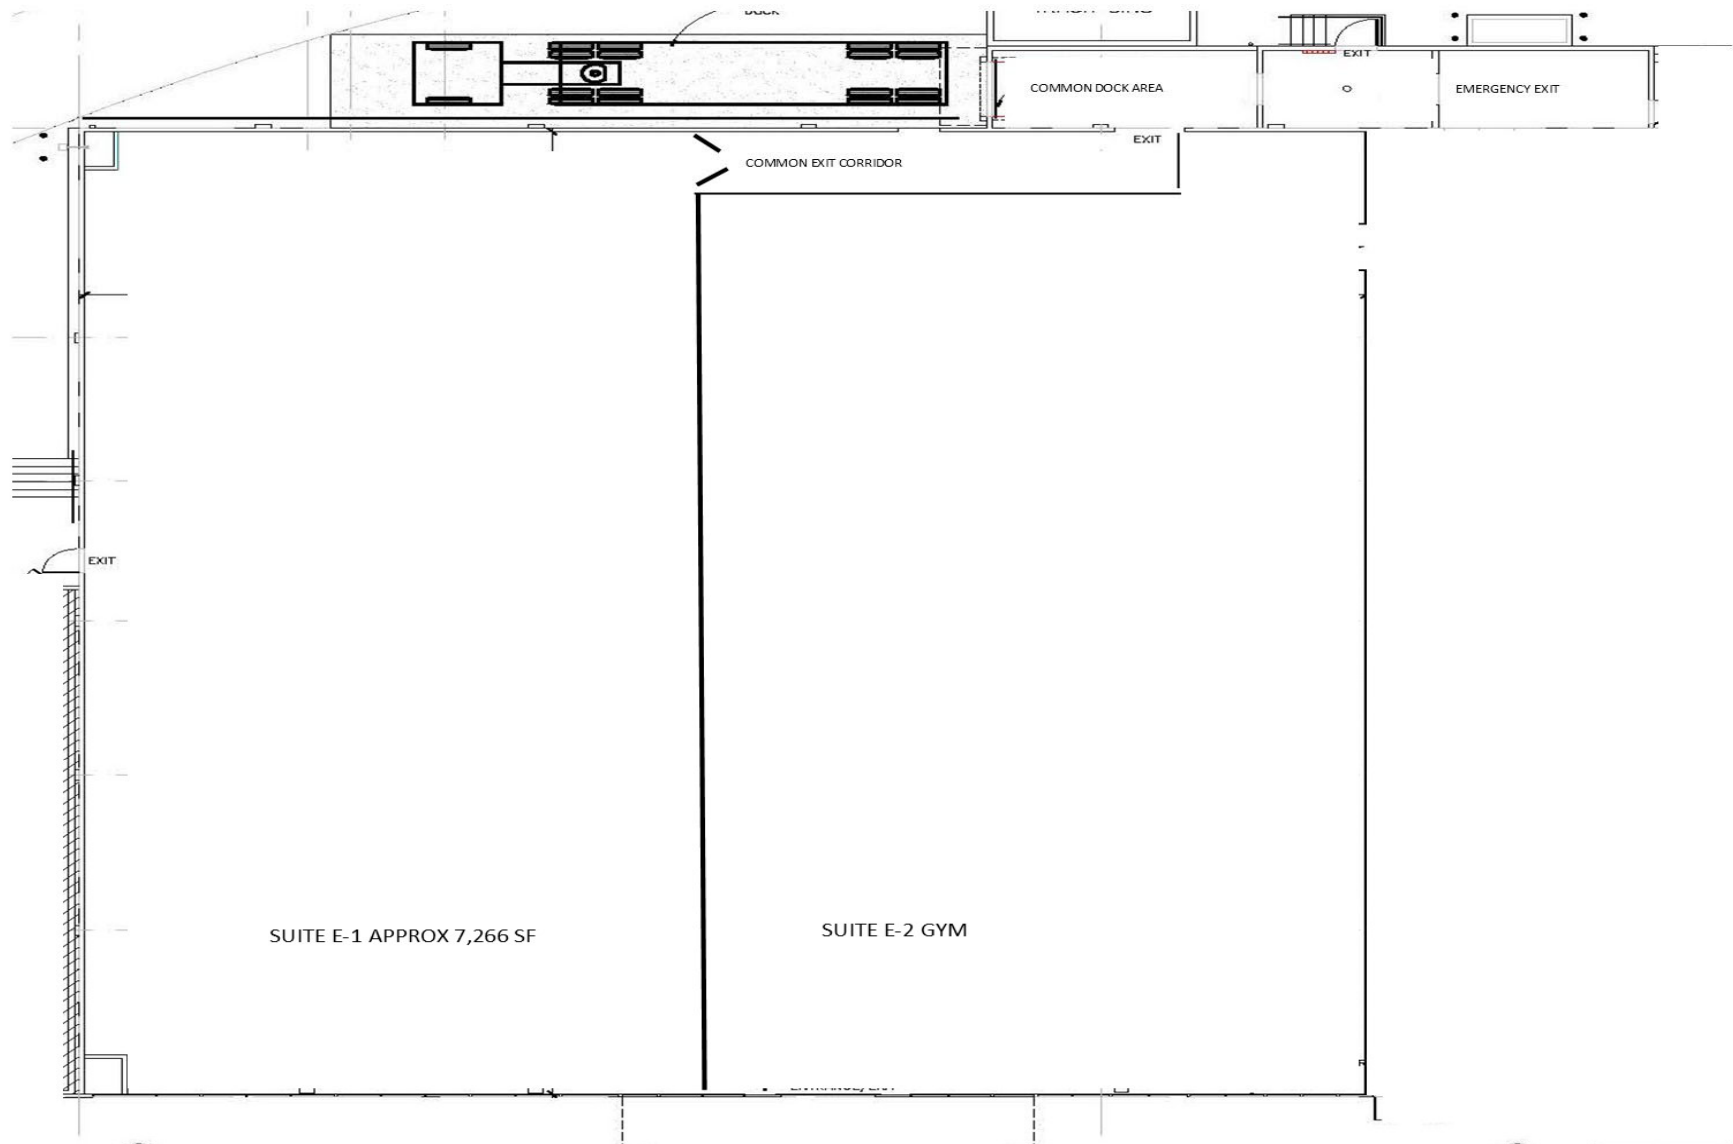 EXIT
COMMON DOCK AREA
EMERGENCY EXIT
EXIT
COMMON EXIT CORRIDOR
EXIT
SUITE E-1 APPROX 7,266 SF
SUITE E-2 GYM